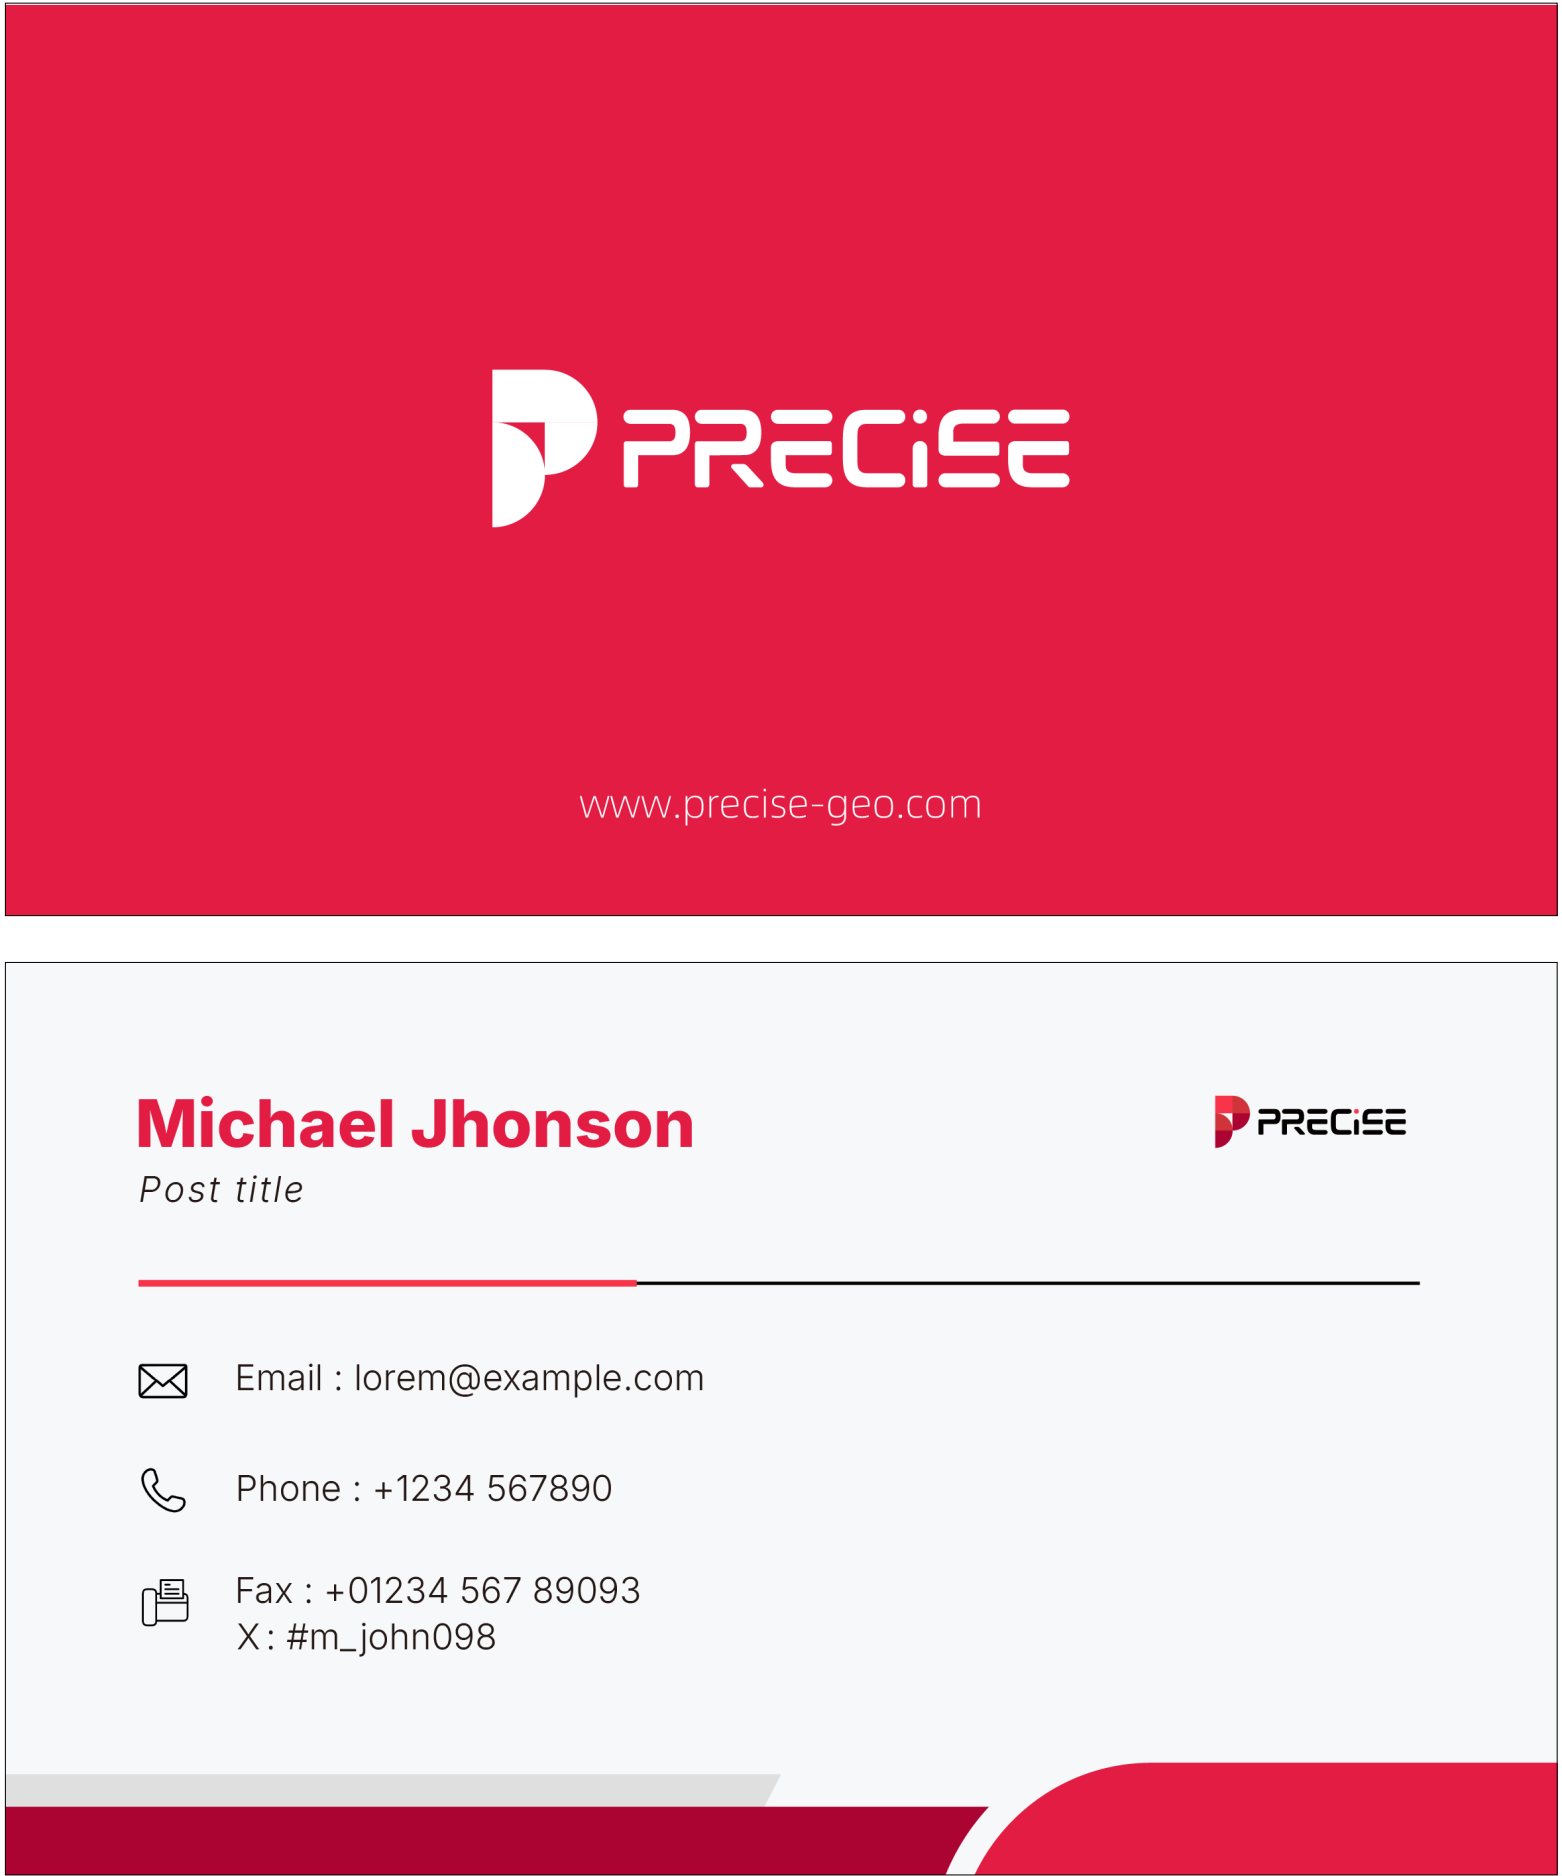 PRECiSE
www.precise-geo.com
Michael Jhonson
PRECiSE
Post title
Email : lorem@example.com
Phone : +1234 567890
Fax : +01234 567 89093
X : #m_john098